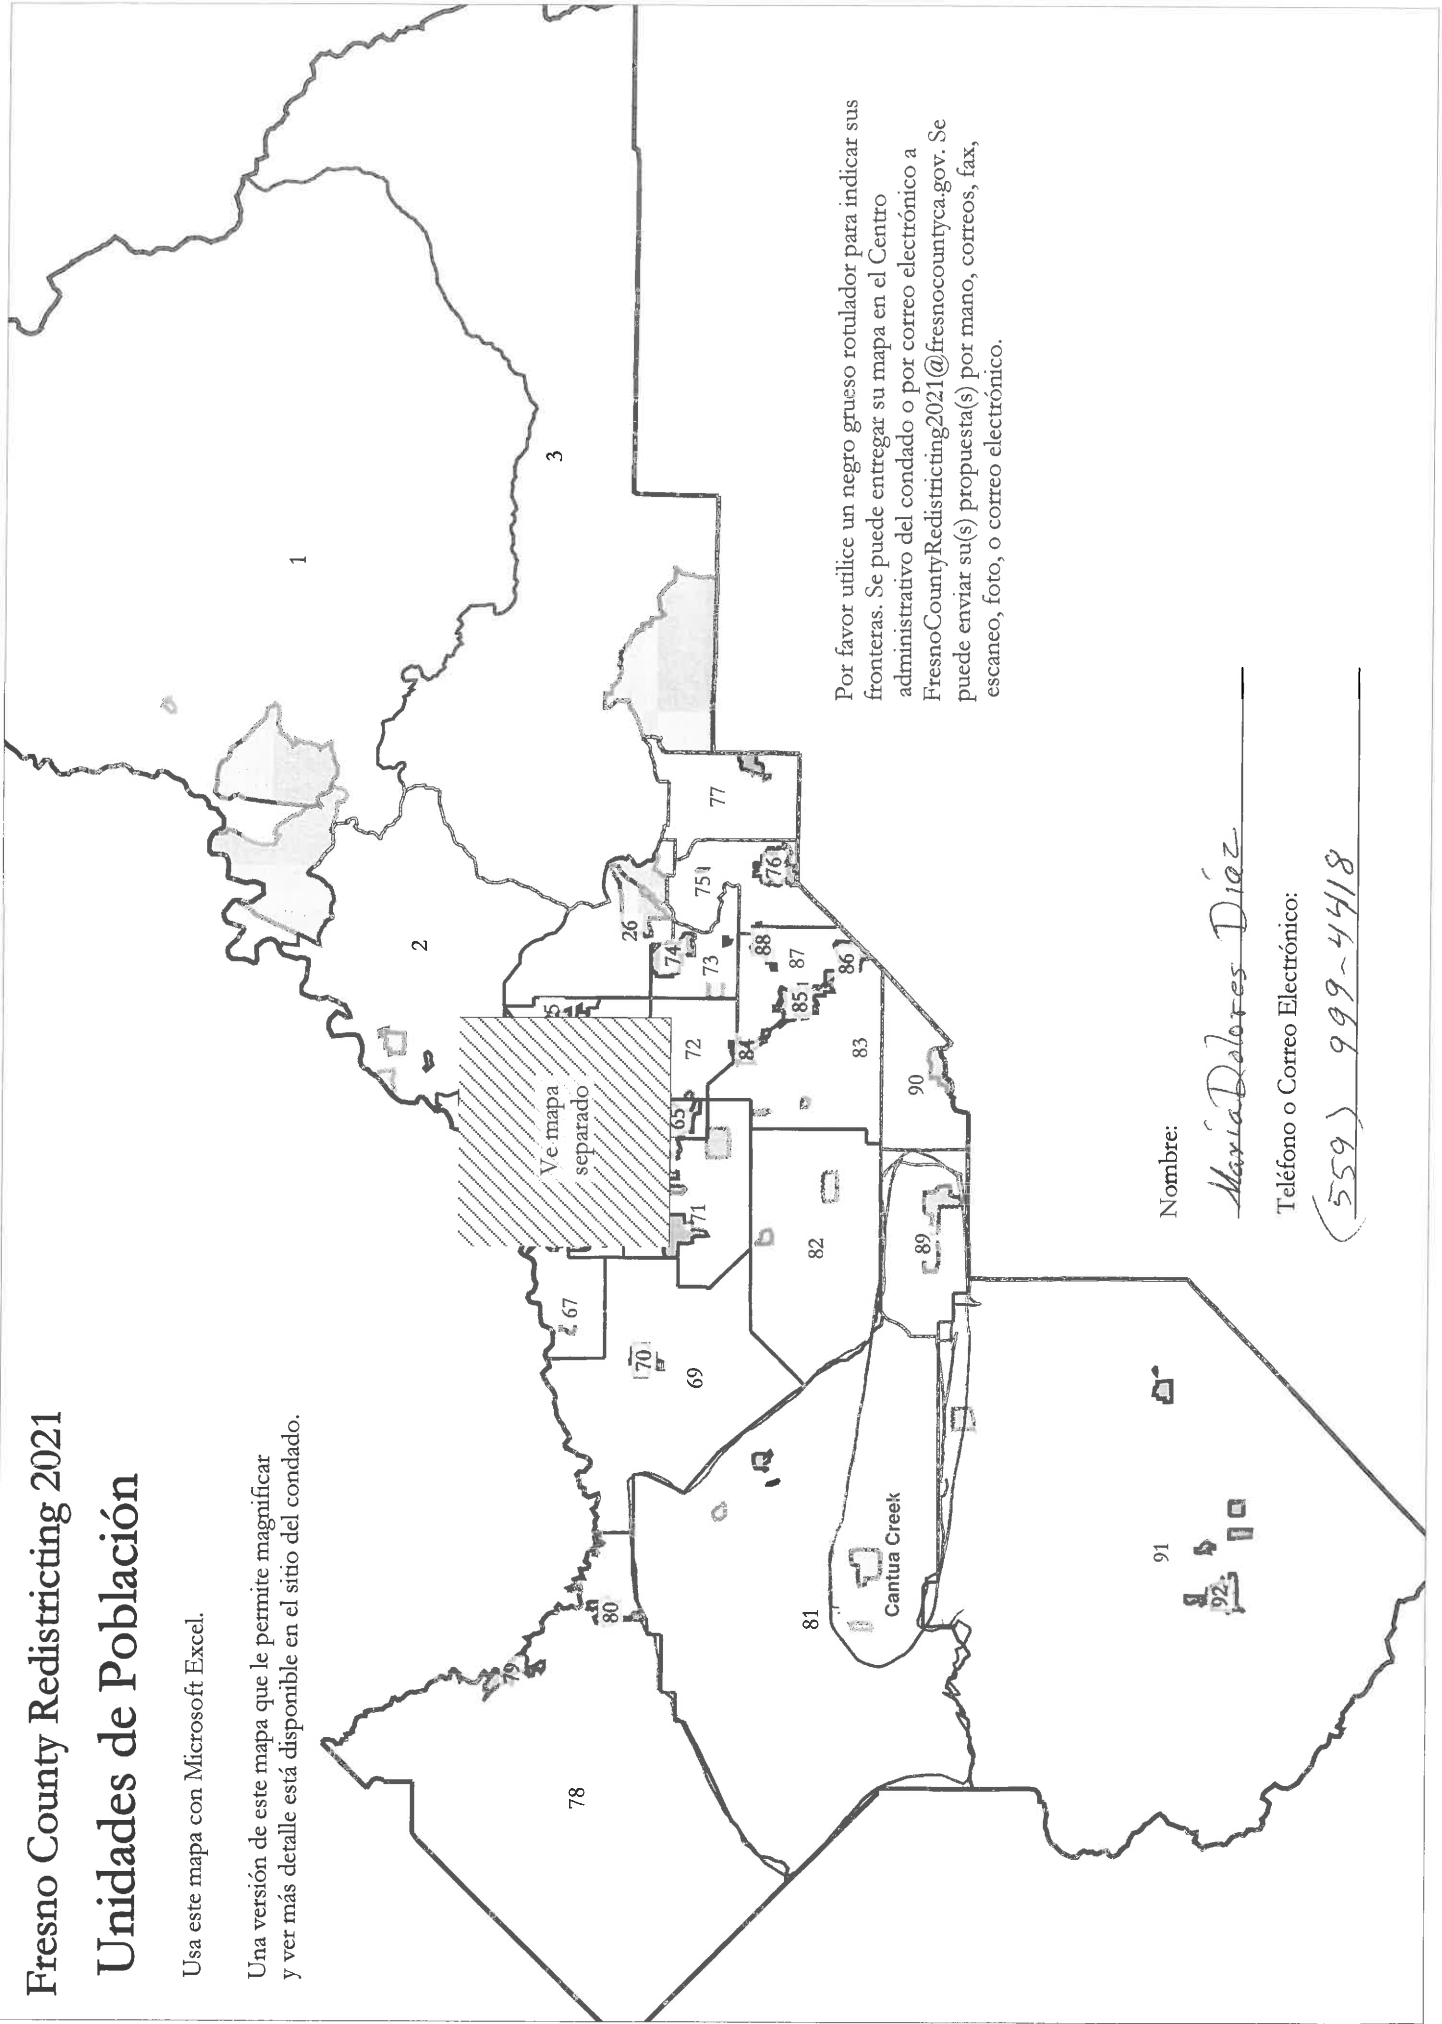 Fresno County Redistricting 2021
Unidades de Población
Usa este mapa con Microsoft Excel.
Una versión de este mapa que le permite magnificar
y ver más detalle está disponible en el sitio del condado.
1
3
2
Ve mapa
separado
67
70
69
71
65
72
26
74
73
75
77
76
88
87
86
85
84
83
82
90
89
78
79
80
81
Cantua Creek
91
92
Por favor utilice un negro grueso rotulador para indicar sus
fronteras. Se puede entregar su mapa en el Centro
administrativo del condado o por correo electrónico a
FresnoCountyRedistricting2021@fresnocountyca.gov. Se
puede enviar su(s) propuesta(s) por mano, correos, fax,
escaneo, foto, o correo electrónico.
Nombre:
María Dolores Díaz
Teléfono o Correo Electrónico:
(559) 999-4418